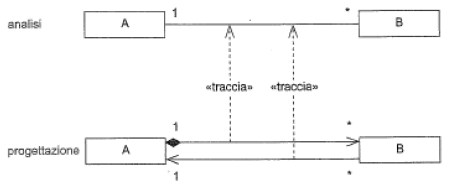 analisi A 1 * B
«traccia» «traccia»
1 *
progettazione A B
1 *